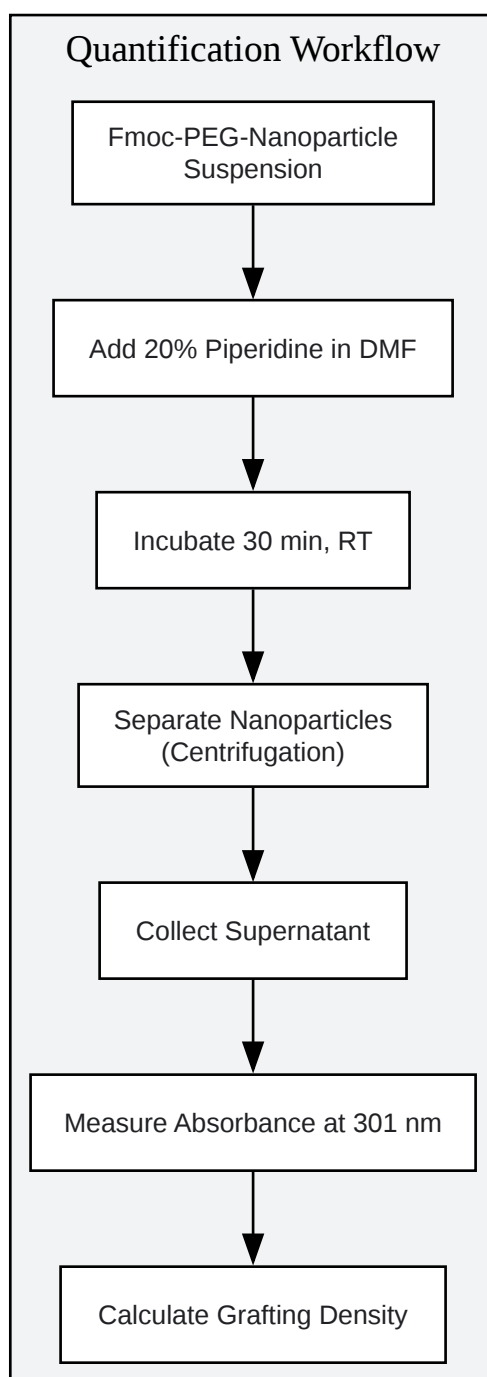 Quantification Workflow
Fmoc-PEG-Nanoparticle
Suspension
Add 20% Piperidine in DMF
Incubate 30 min, RT
Separate Nanoparticles
(Centrifugation)
Collect Supernatant
Measure Absorbance at 301 nm
Calculate Grafting Density